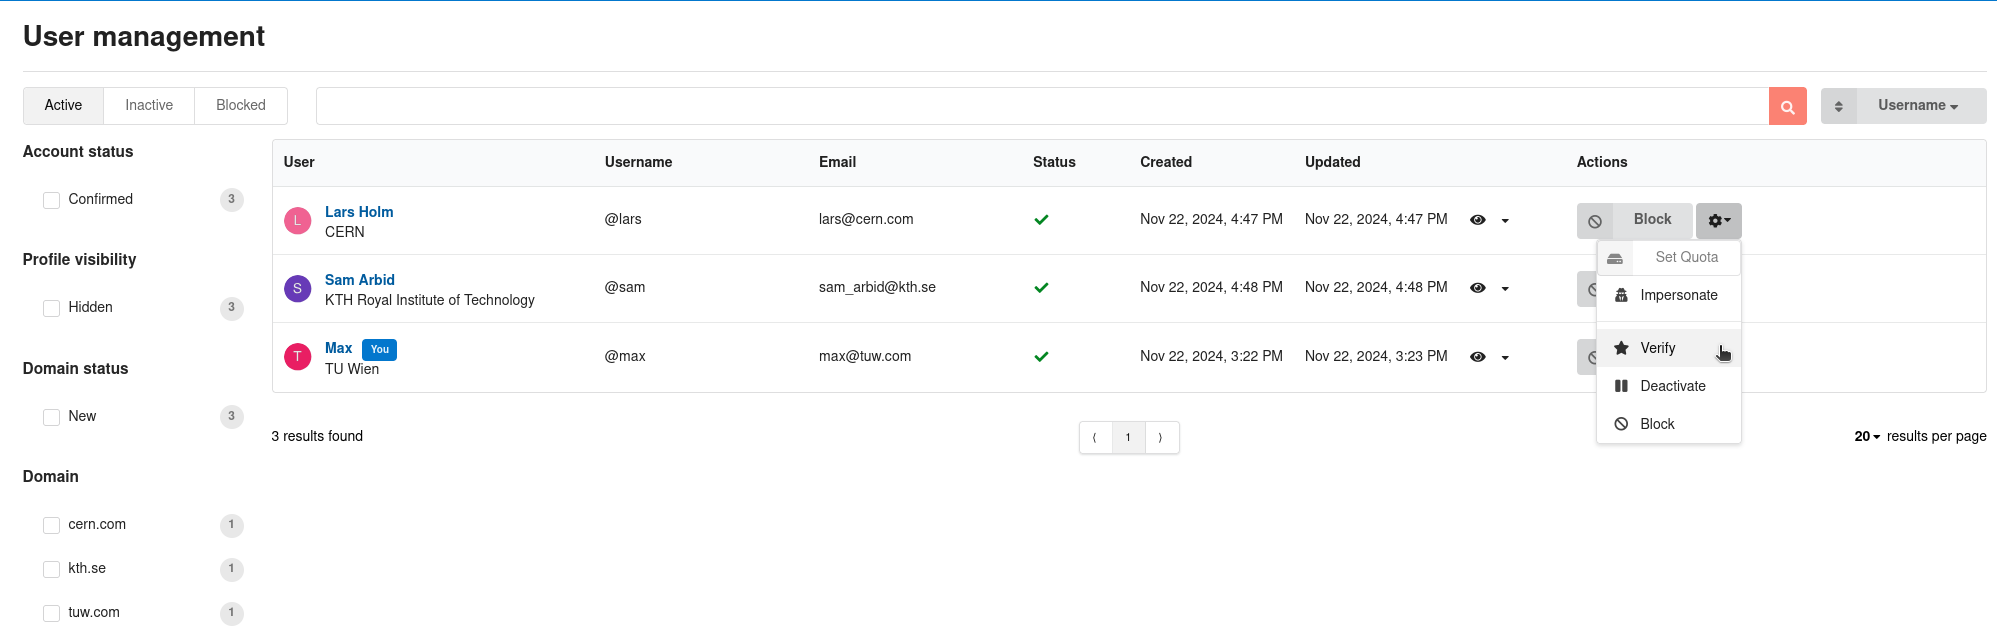 User management
Active Inactive Blocked
Username
Account status
Confirmed 3
Profile visibility
Hidden 3
Domain status
New 3
Domain
cern.com 1
kth.se 1
tuw.com 1
User Username Email Status Created Updated Actions
L Lars Holm @lars lars@cern.com Nov 22, 2024, 4:47 PM Nov 22, 2024, 4:47 PM Block
CERN
S Sam Arbid @sam sam_arbid@kth.se Nov 22, 2024, 4:48 PM Nov 22, 2024, 4:48 PM
KTH Royal Institute of Technology
T Max You @max max@tuw.com Nov 22, 2024, 3:22 PM Nov 22, 2024, 3:23 PM
TU Wien
Set Quota
Impersonate
Verify
Deactivate
Block
3 results found ⟨ 1 ⟩ 20 results per page